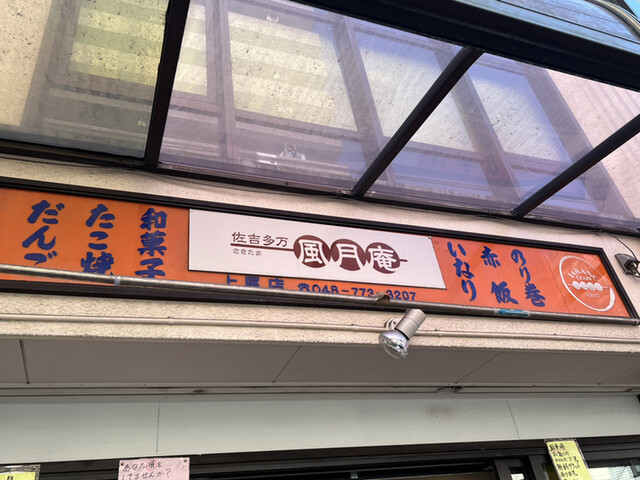 だんご
たこ焼
和菓子
佐吉多万
さきたま
風月庵
上尾店 ☎048-773-3207
いなり
赤飯
のり巻